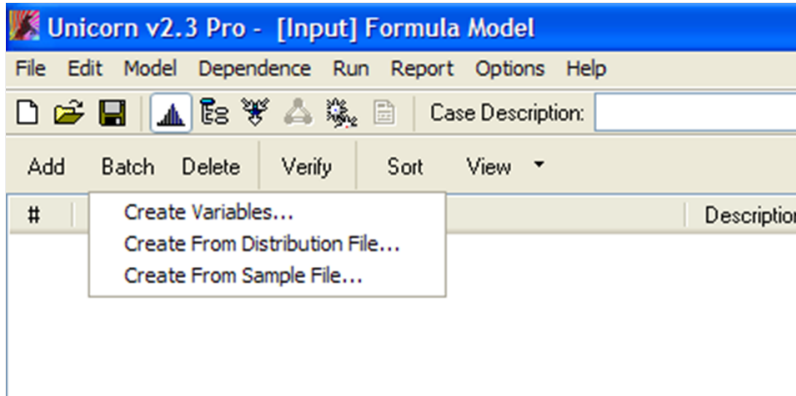 Unicorn v2.3 Pro - [Input] Formula Model
File Edit Model Dependence Run Report Options Help
Case Description:
Add Batch Delete Verify Sort View
# Descriptio
Create Variables...
Create From Distribution File...
Create From Sample File...